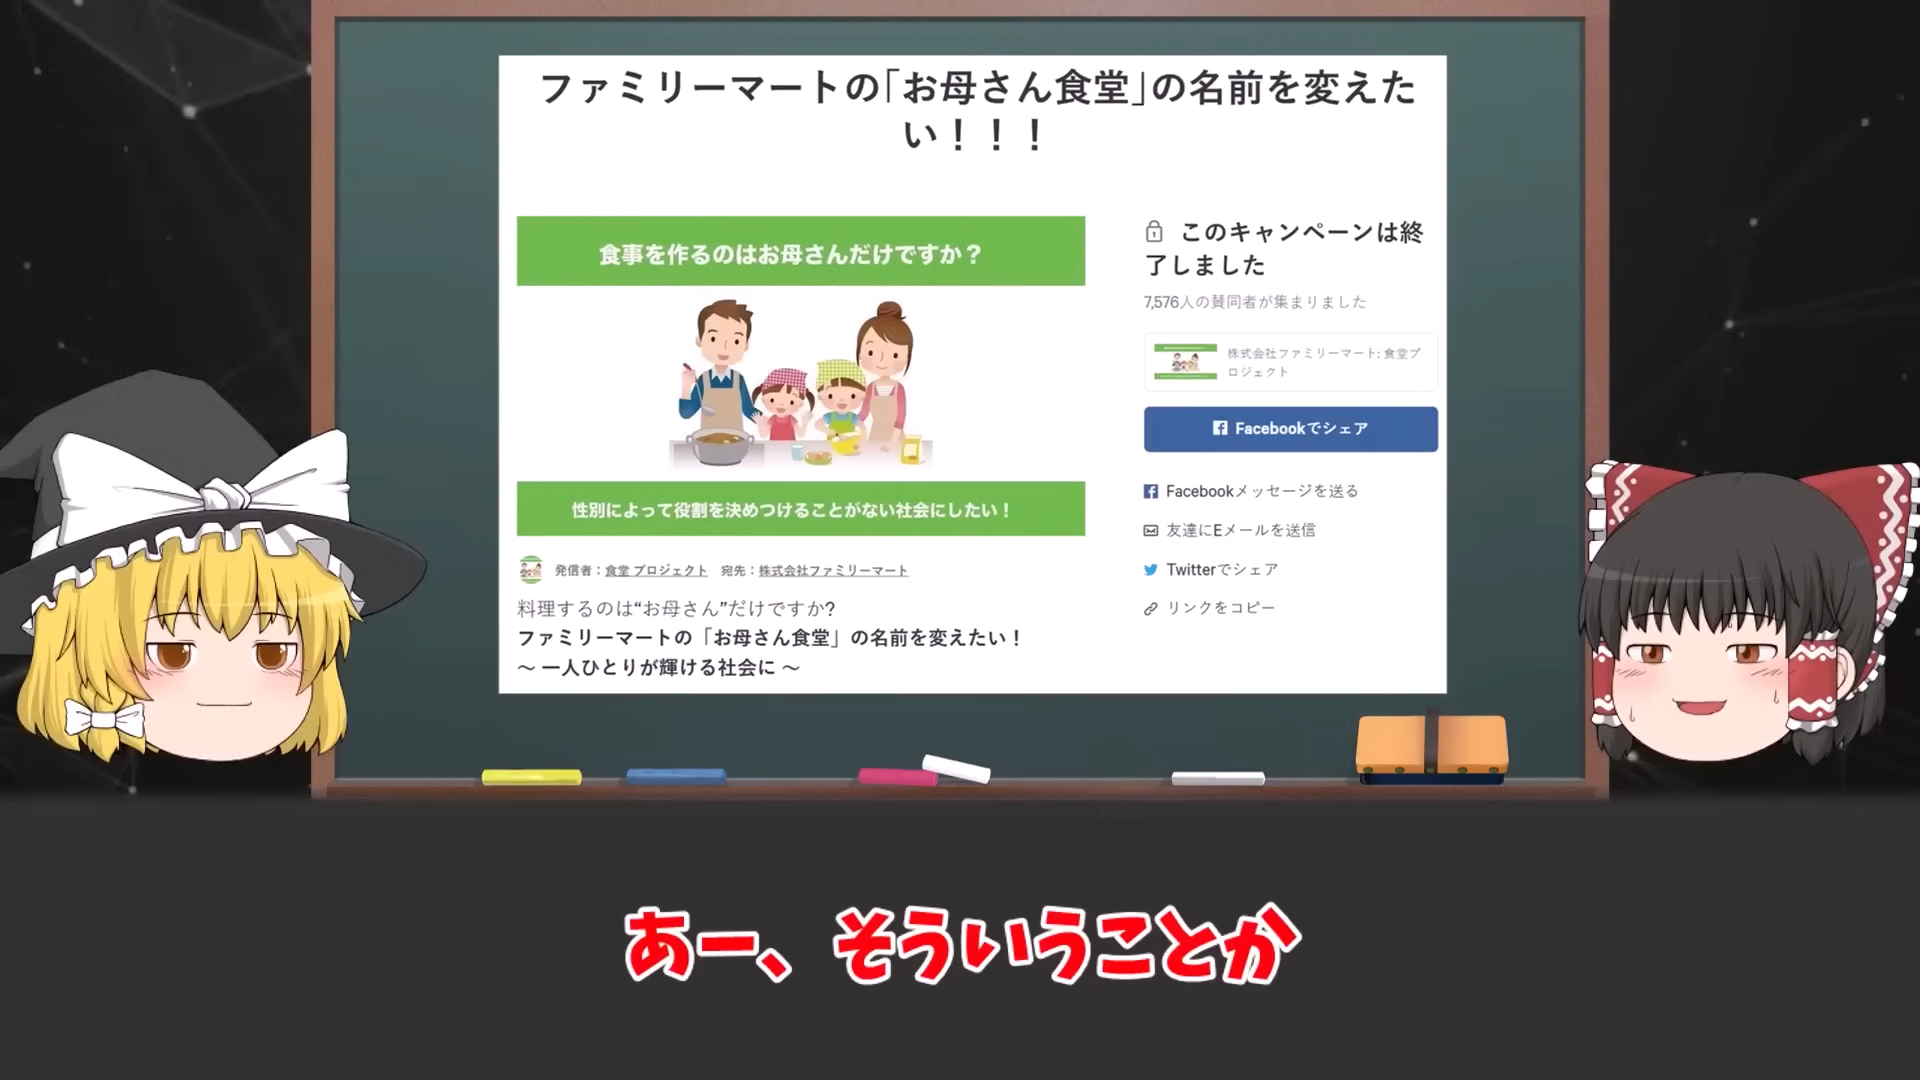 ファミリーマートの「お母さん食堂」の名前を変えた
い！！！
食事を作るのはお母さんだけですか？
性別によって役割を決めつけることがない社会にしたい！
発信者：食堂 プロジェクト 宛先：株式会社ファミリーマート
料理するのは“お母さん”だけですか?
ファミリーマートの「お母さん食堂」の名前を変えたい！
～ 一人ひとりが輝ける社会に ～
このキャンペーンは終
了しました
7,576人の賛同者が集まりました
株式会社ファミリーマート: 食堂プ
ロジェクト
Facebookでシェア
Facebookメッセージを送る
友達にEメールを送信
Twitterでシェア
リンクをコピー
あー、そういうことか